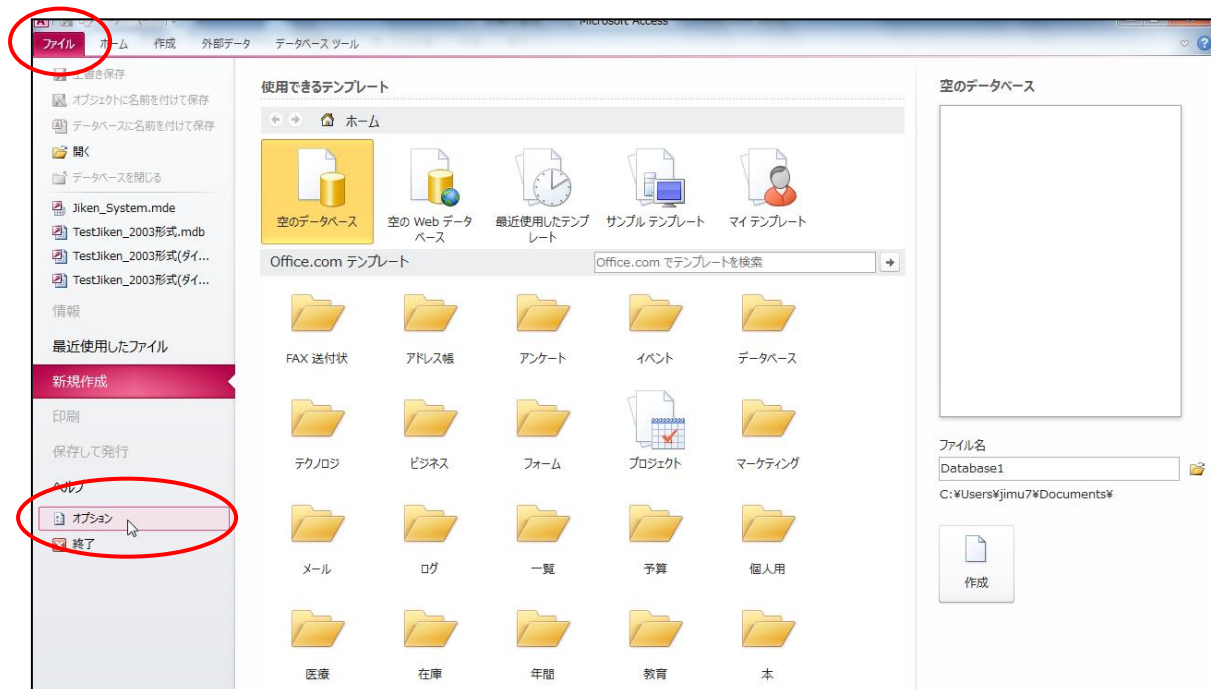 Microsoft Access
ファイル ホーム 作成 外部データ データベース ツール
上書き保存
オブジェクトに名前を付けて保存
データベースに名前を付けて保存
開く
データベースを閉じる
Jiken_System.mde
TestJiken_2003形式.mdb
TestJiken_2003形式(ダイ...
TestJiken_2003形式(ダイ...
情報
最近使用したファイル
新規作成
印刷
保存して発行
ヘルプ
オプション
終了
使用できるテンプレート
ホーム
空のデータベース
空の Web データ
ベース
最近使用したテンプ
レート
サンプル テンプレート
マイ テンプレート
Office.com テンプレート
Office.com でテンプレートを検索
FAX 送付状
アドレス帳
アンケート
イベント
データベース
テクノロジ
ビジネス
フォーム
プロジェクト
マーケティング
メール
ログ
一覧
予算
個人用
医療
在庫
年間
教育
本
空のデータベース
ファイル名
Database1
C:¥Users¥jimu7¥Documents¥
作成